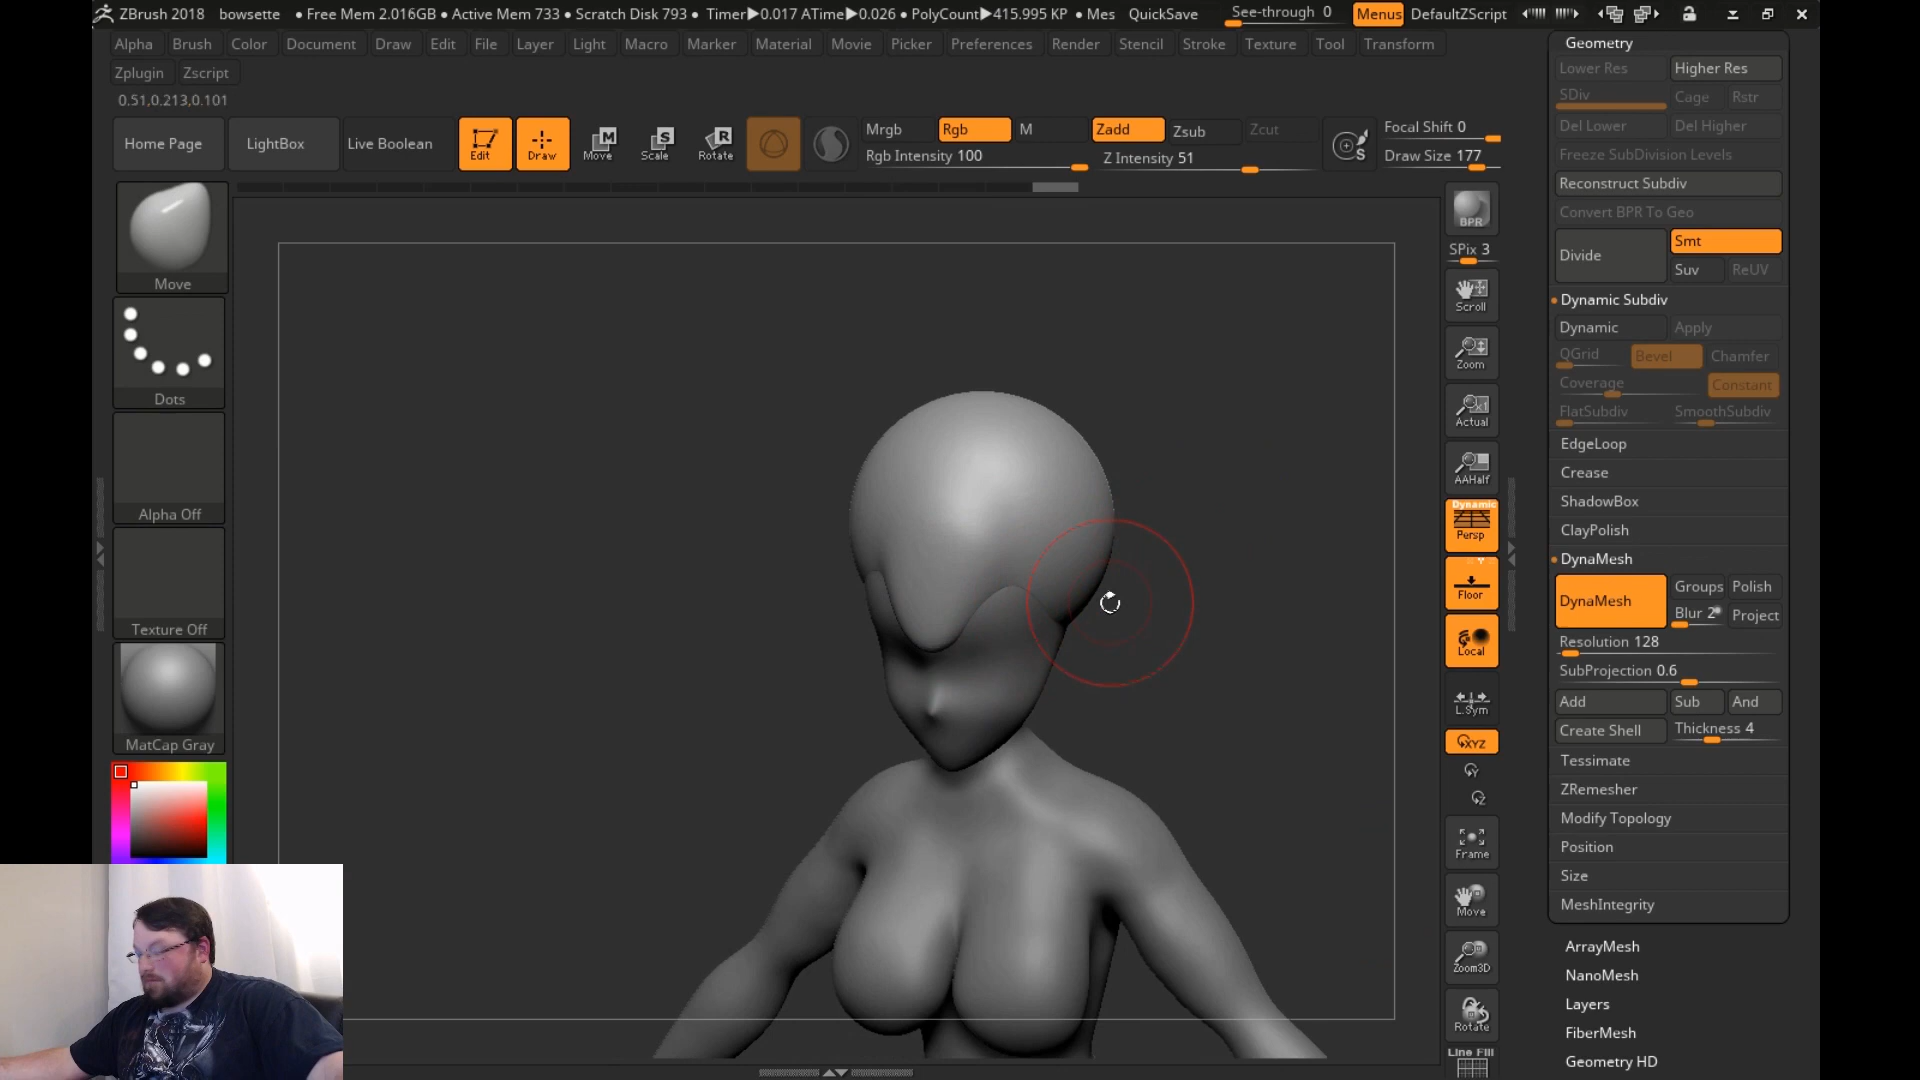 ZBrush 2018 bowsette • Free Mem 2.016GB • Active Mem 733 • Scratch Disk 793 • Timer▶0.017 ATime▶0.026 • PolyCount▶415.995 KP • Mes QuickSave See-through 0 Menus DefaultZScript
Alpha Brush Color Document Draw Edit File Layer Light Macro Marker Material Movie Picker Preferences Render Stencil Stroke Texture Tool Transform
Zplugin Zscript
0.51,0.213,0.101
Home Page LightBox Live Boolean Edit Draw Move Scale Rotate
M S R
Mrgb Rgb M Zadd Zsub Zcut
Rgb Intensity 100 Z Intensity 51
S Focal Shift 0
Draw Size 177
Move
Dots
Alpha Off
Texture Off
MatCap Gray
BPR
SPix 3
Scroll
Zoom
Actual
AAHalf
Dynamic
Persp
Floor
Local
L.Sym
XYZ
Y
Z
Frame
Move
Zoom3D
Rotate
Line Fill
Geometry
Lower Res Higher Res
SDiv Cage Rstr
Del Lower Del Higher
Freeze SubDivision Levels
Reconstruct Subdiv
Convert BPR To Geo
Divide Smt
Suv ReUV
Dynamic Subdiv
Dynamic Apply
QGrid Bevel Chamfer
Coverage Constant
FlatSubdiv SmoothSubdiv
EdgeLoop
Crease
ShadowBox
ClayPolish
DynaMesh
DynaMesh Groups Polish
Blur 2 Project
Resolution 128
SubProjection 0.6
Add Sub And
Create Shell Thickness 4
Tessimate
ZRemesher
Modify Topology
Position
Size
MeshIntegrity
ArrayMesh
NanoMesh
Layers
FiberMesh
Geometry HD